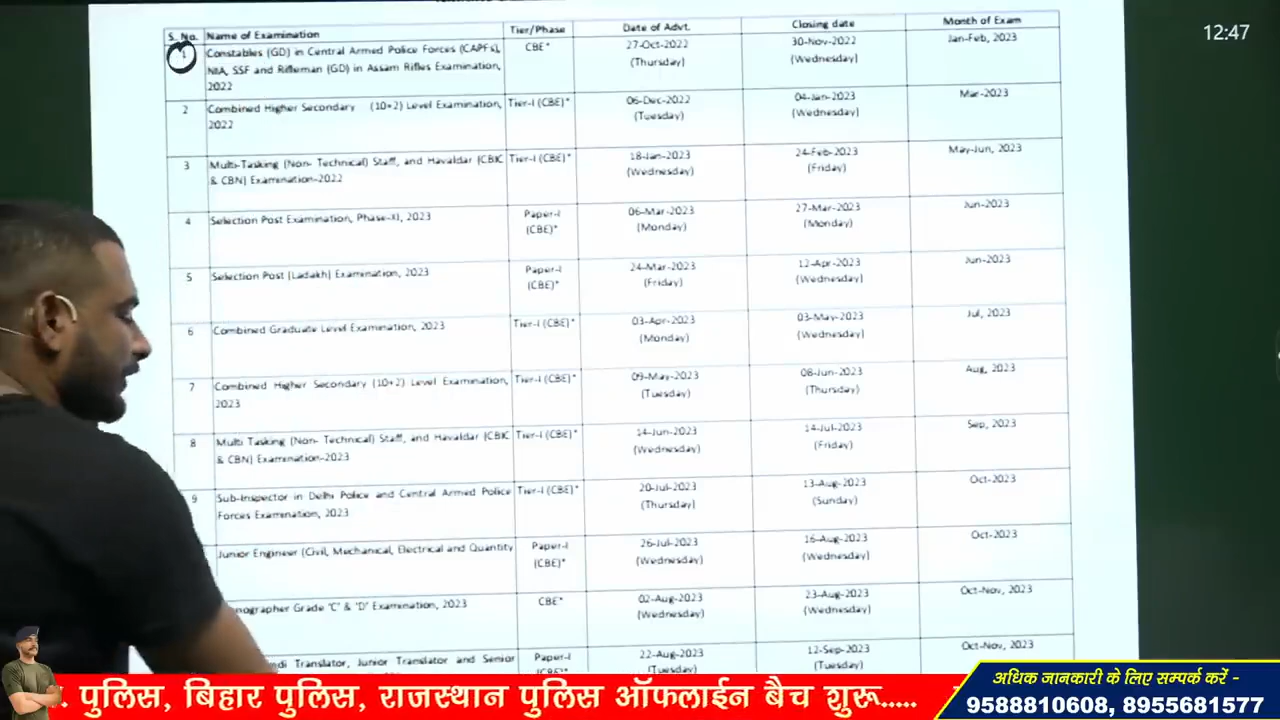 12:47
S. No. Name of Examination Tier/Phase Date of Advt. Closing date Month of Exam
1 Constables (GD) in Central Armed Police Forces (CAPFs), CBE* 27-Oct-2022 30-Nov-2022 Jan-Feb, 2023
NIA, SSF and Rifleman (GD) in Assam Rifles Examination, (Thursday) (Wednesday)
2022
2 Combined Higher Secondary (10+2) Level Examination, Tier-I (CBE)* 06-Dec-2022 04-Jan-2023 Mar-2023
2022 (Tuesday) (Wednesday)
3 Multi-Tasking (Non- Technical) Staff, and Havaldar (CBIC Tier-I (CBE)* 18-Jan-2023 24-Feb-2023 May-Jun, 2023
& CBN) Examination-2022 (Wednesday) (Friday)
4 Selection Post Examination, Phase-XI, 2023 Paper-I 06-Mar-2023 27-Mar-2023 Jun-2023
(CBE)* (Monday) (Monday)
5 Selection Post (Ladakh) Examination, 2023 Paper-I 24-Mar-2023 12-Apr-2023 Jun-2023
(CBE)* (Friday) (Wednesday)
6 Combined Graduate Level Examination, 2023 Tier-I (CBE)* 03-Apr-2023 03-May-2023 Jul, 2023
(Monday) (Wednesday)
7 Combined Higher Secondary (10+2) Level Examination, Tier-I (CBE)* 09-May-2023 08-Jun-2023 Aug, 2023
2023 (Tuesday) (Thursday)
8 Multi Tasking (Non- Technical) Staff, and Havaldar (CBIC Tier-I (CBE)* 14-Jun-2023 14-Jul-2023 Sep, 2023
& CBN) Examination-2023 (Wednesday) (Friday)
9 Sub-Inspector in Delhi Police and Central Armed Police Tier-I (CBE)* 20-Jul-2023 13-Aug-2023 Oct-2023
Forces Examination, 2023 (Thursday) (Sunday)
Junior Engineer (Civil, Mechanical, Electrical and Quantity Paper-I 26-Jul-2023 16-Aug-2023 Oct-2023
(CBE)* (Wednesday) (Wednesday)
nographer Grade 'C' & 'D' Examination, 2023 CBE* 02-Aug-2023 23-Aug-2023 Oct-Nov, 2023
(Wednesday) (Wednesday)
di Translator, Junior Translator and Senior Paper-I 22-Aug-2023 12-Sep-2023 Oct-Nov, 2023
(CBE)* (Tuesday) (Tuesday)
पुलिस, बिहार पुलिस, राजस्थान पुलिस ऑफलाईन बैच शुरू.....
अधिक जानकारी के लिए सम्पर्क करें -
9588810608, 8955681577